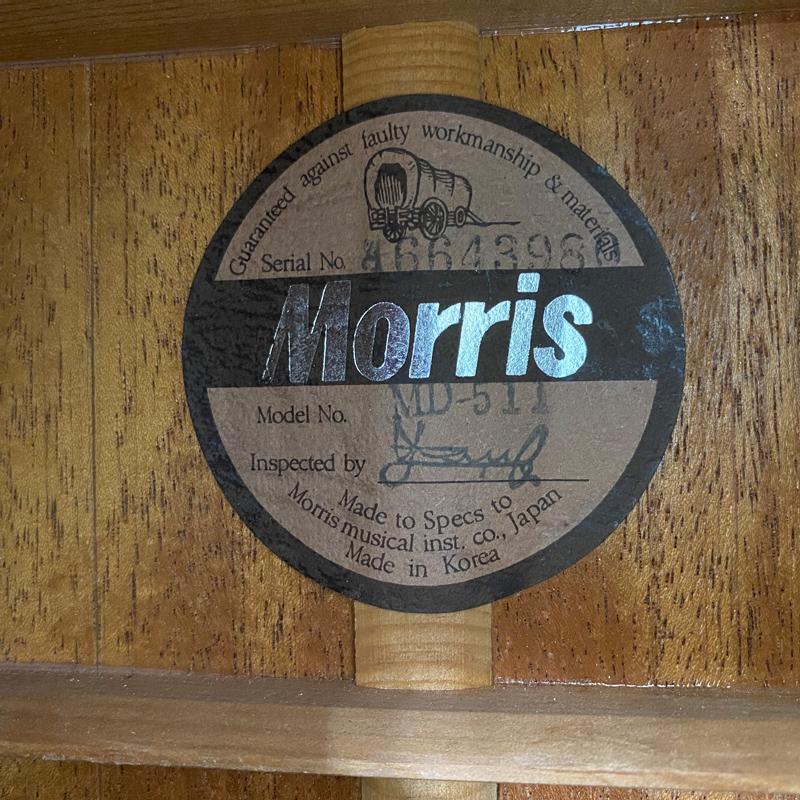 Guaranteed against faulty workmanship & materials
Serial No.
Morris
Model No. MD-511
Inspected by
Made to Specs to
Morris musical inst. co., Japan
Made in Korea